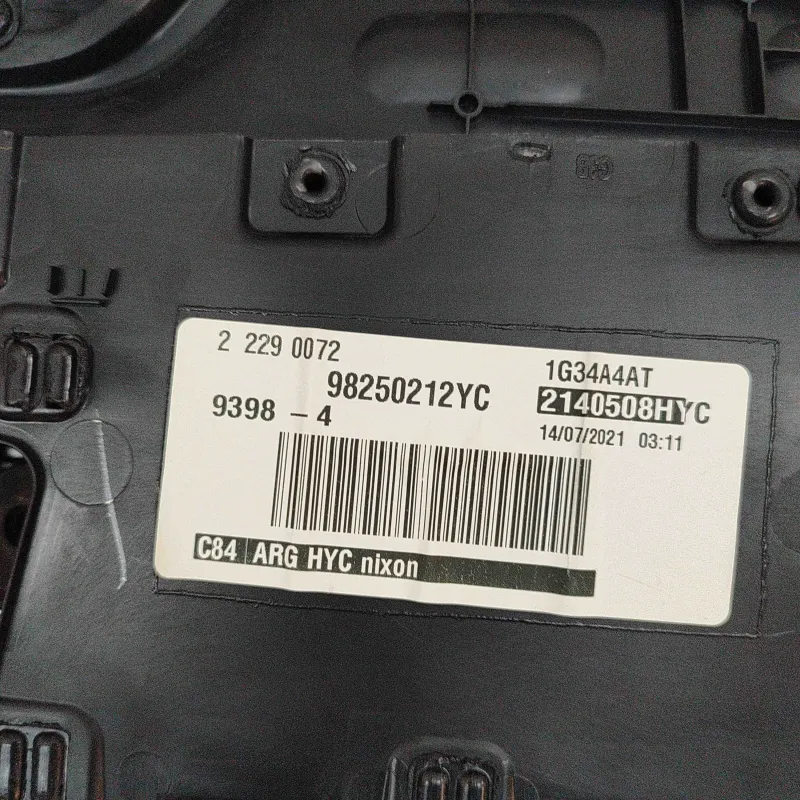 2 229 0072
1G34A4AT
98250212YC
2140508HYC
9398 – 4
14/07/2021 03:11
C84 ARG HYC nixon